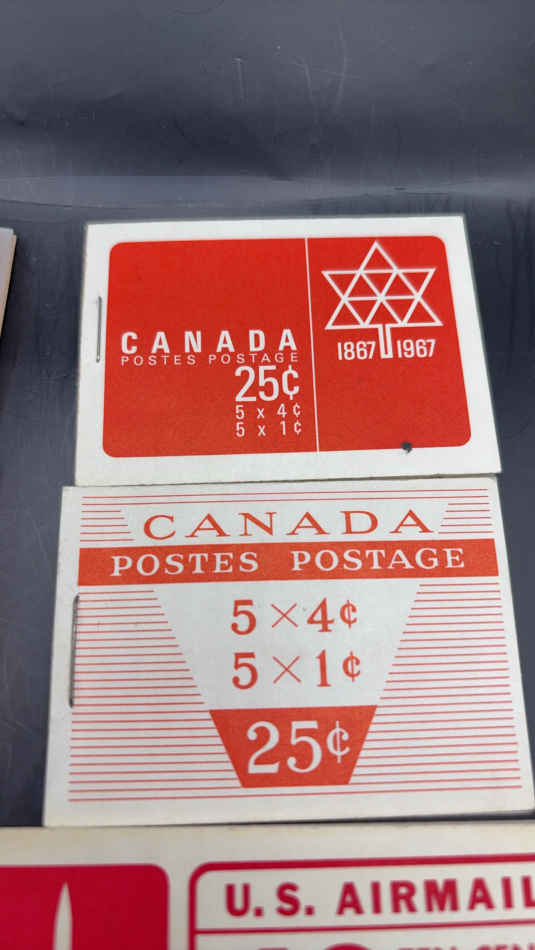 CANADA
POSTES POSTAGE
25¢
5 x 4¢
5 x 1¢
1867 1967
CANADA
POSTES POSTAGE
5 × 4¢
5 × 1¢
25¢
U.S. AIRMAIL